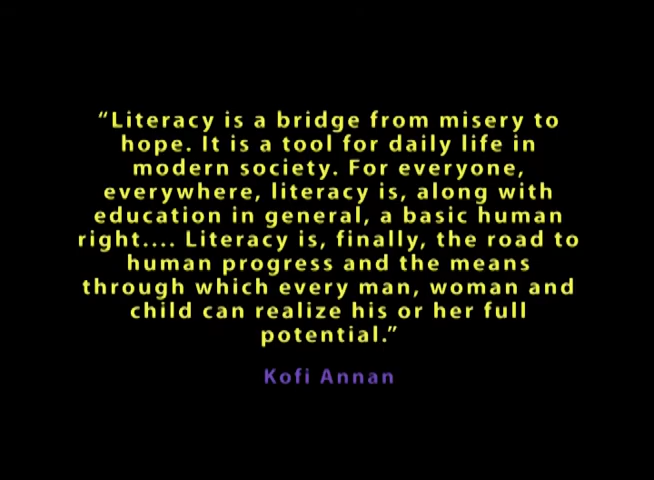 “Literacy is a bridge from misery to
hope. It is a tool for daily life in
modern society. For everyone,
everywhere, literacy is, along with
education in general, a basic human
right.... Literacy is, finally, the road to
human progress and the means
through which every man, woman and
child can realize his or her full
potential.”
Kofi Annan